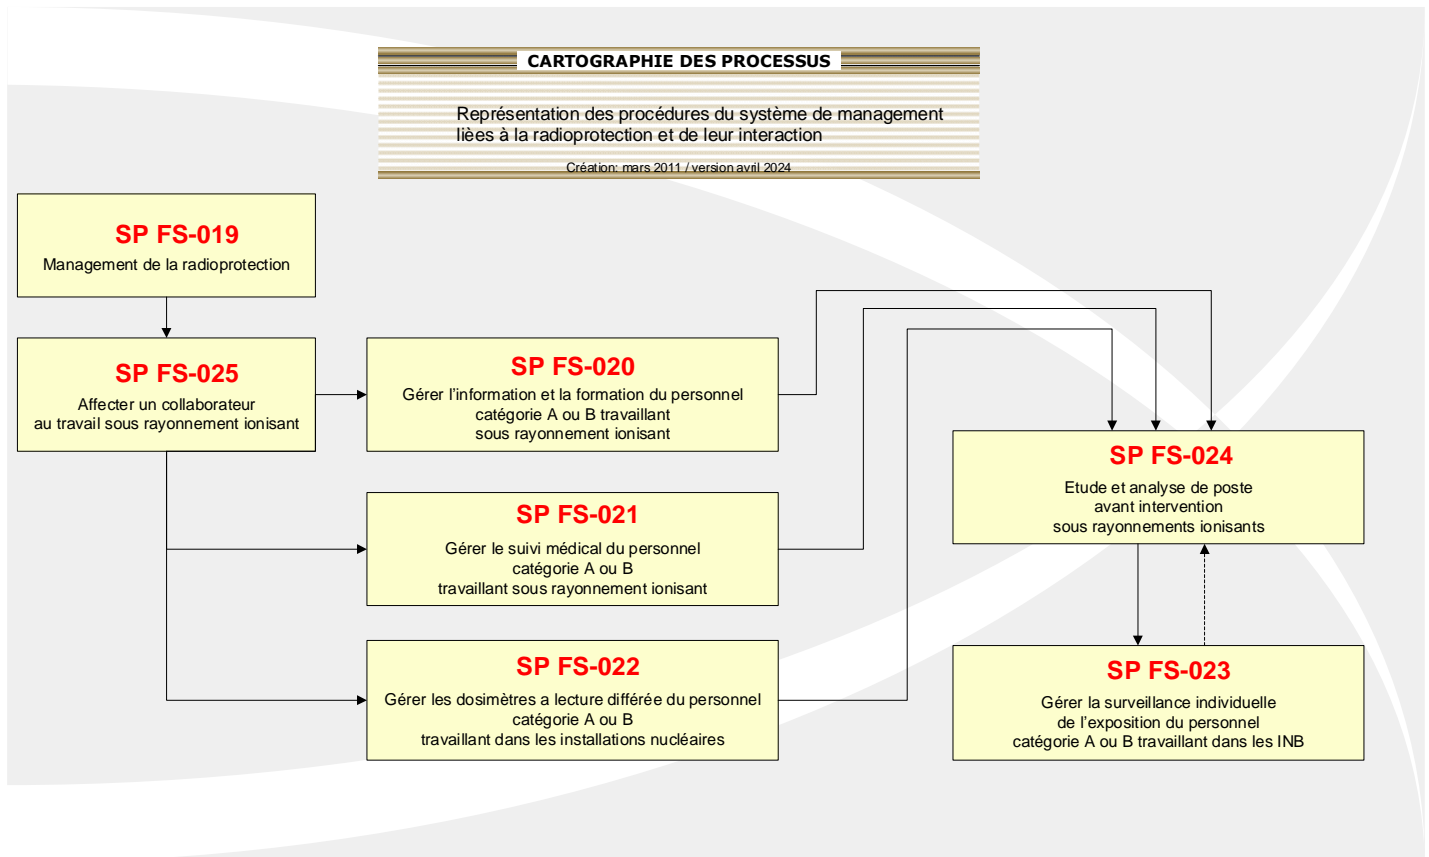 CARTOGRAPHIE DES PROCESSUS
Représentation des procédures du système de management
lièes à la radioprotection et de leur interaction
Création: mars 2011 / version avril 2024
SP FS-019
Management de la radioprotection
SP FS-025
Affecter un collaborateur
au travail sous rayonnement ionisant
SP FS-020
Gérer l’information et la formation du personnel
catégorie A ou B travaillant
sous rayonnement ionisant
SP FS-021
Gérer le suivi médical du personnel
catégorie A ou B
travaillant sous rayonnement ionisant
SP FS-022
Gérer les dosimètres a lecture différée du personnel
catégorie A ou B
travaillant dans les installations nucléaires
SP FS-024
Etude et analyse de poste
avant intervention
sous rayonnements ionisants
SP FS-023
Gérer la surveillance individuelle
de l’exposition du personnel
catégorie A ou B travaillant dans les INB